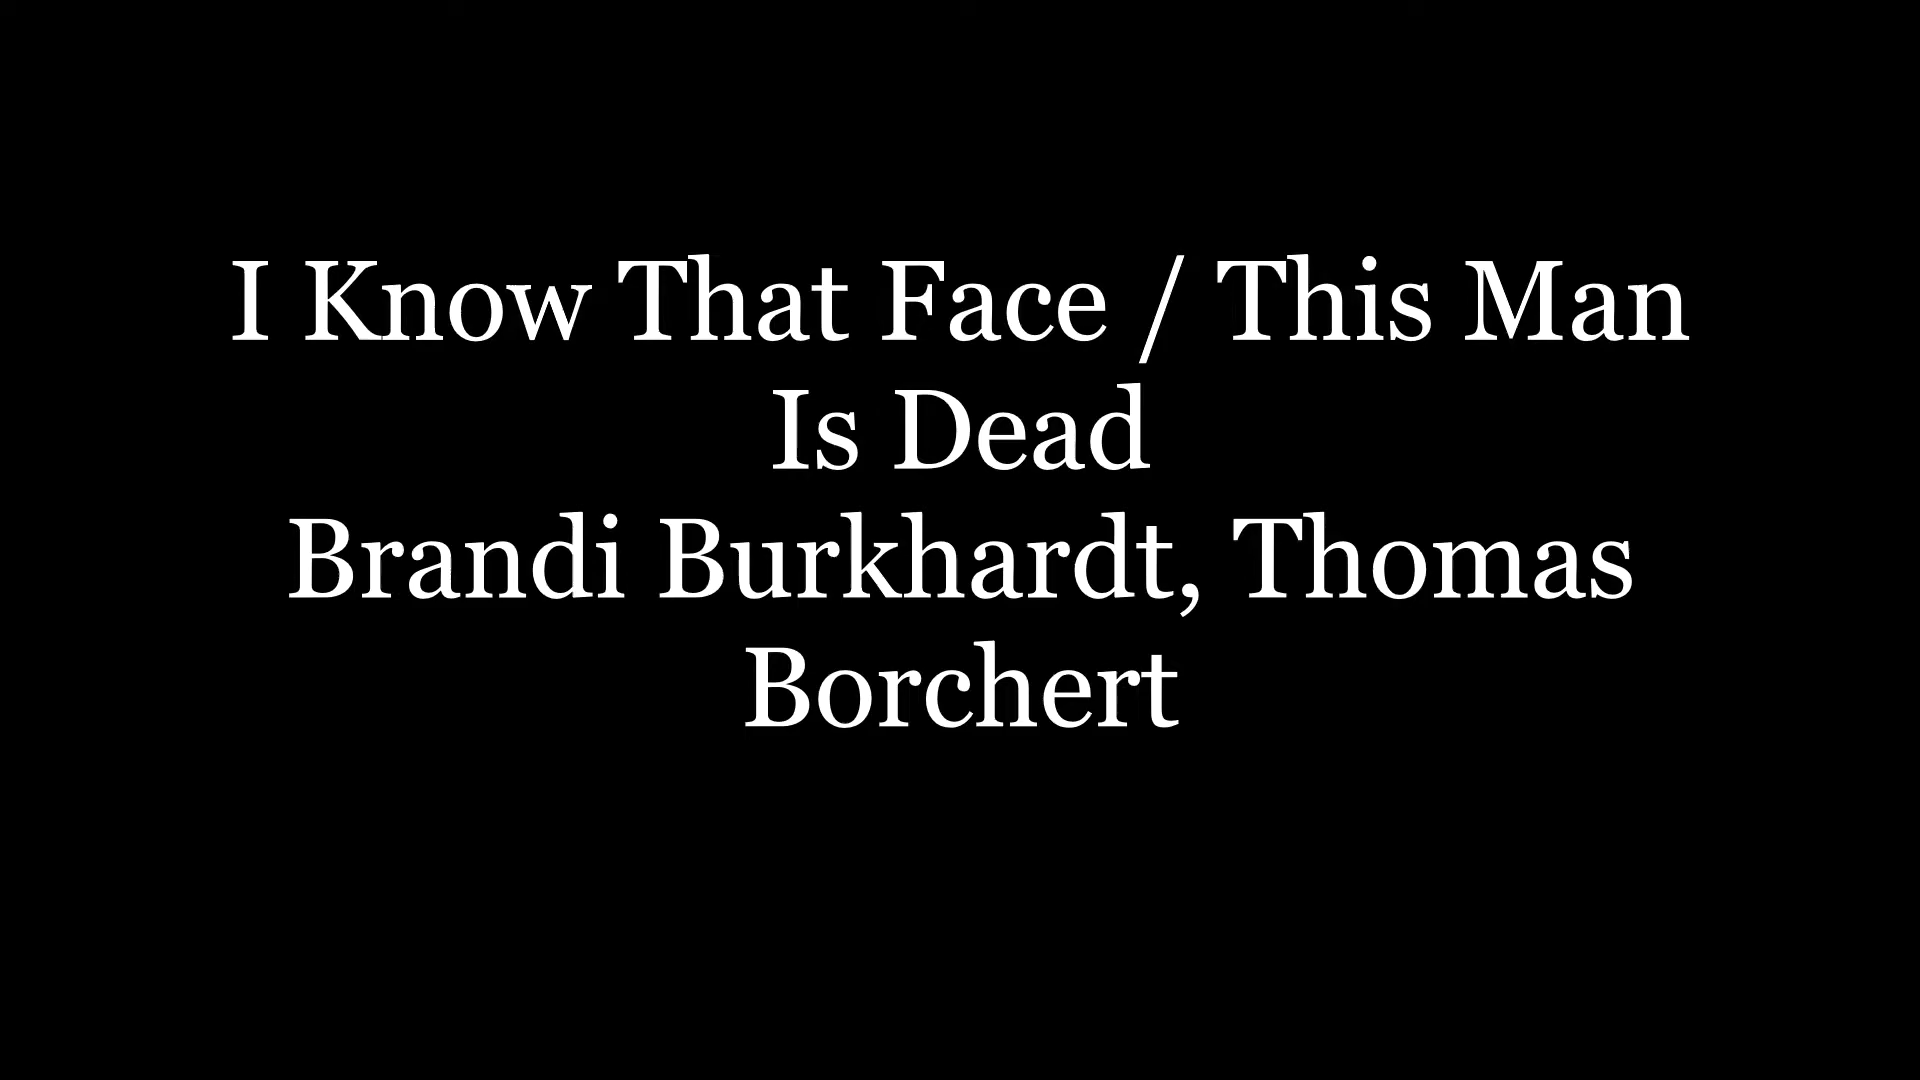 I Know That Face / This Man
Is Dead
Brandi Burkhardt, Thomas
Borchert